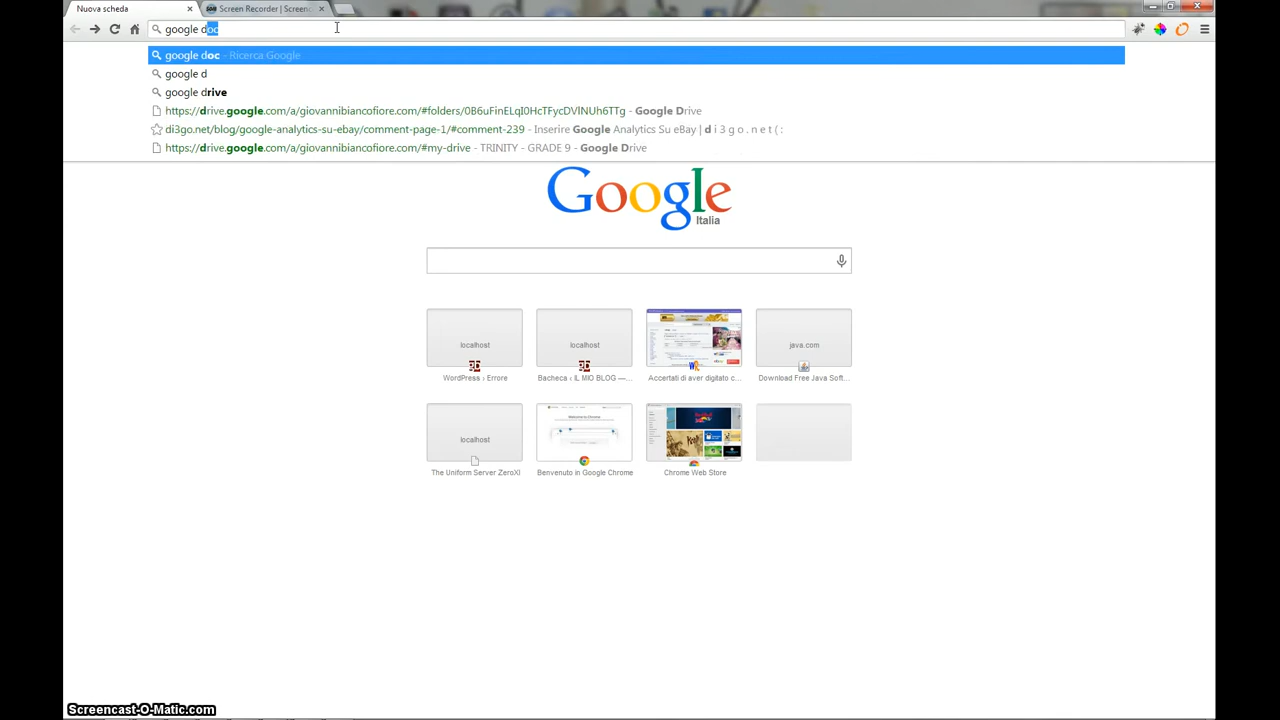 Nuova scheda
Screen Recorder | Screenc
google doc
google doc - Ricerca Google
google d
google drive
https://drive.google.com/a/giovannibiancofiore.com/#folders/0B6uFinELqI0HcTFycDVlNUh6TTg - Google Drive
di3go.net/blog/google-analytics-su-ebay/comment-page-1/#comment-239 - Inserire Google Analytics Su eBay | d i 3 g o . n e t ( :
https://drive.google.com/a/giovannibiancofiore.com/#my-drive - TRINITY - GRADE 9 - Google Drive
Google
Italia
localhost
localhost
java.com
WordPress › Errore
Bacheca ‹ IL MIO BLOG —...
Accertati di aver digitato c...
Download Free Java Soft...
localhost
The Uniform Server ZeroXI
Benvenuto in Google Chrome
Chrome Web Store
Screencast-O-Matic.com